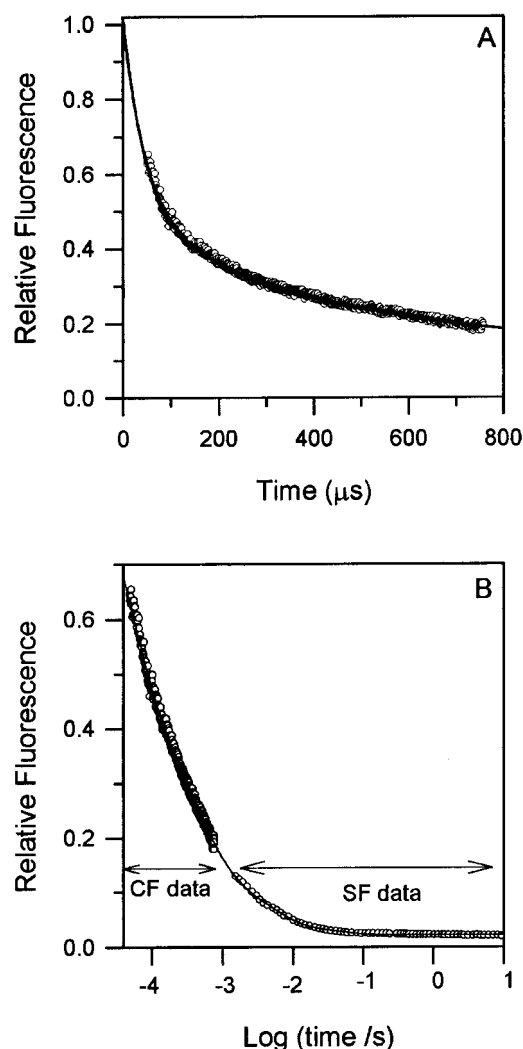 A
1.0
0.8
0.6
0.4
0.2
0.0
Relative Fluorescence
0 200 400 600 800
Time (μs)
B
0.6
0.4
0.2
0.0
Relative Fluorescence
CF data
SF data
-4 -3 -2 -1 0 1
Log (time /s)